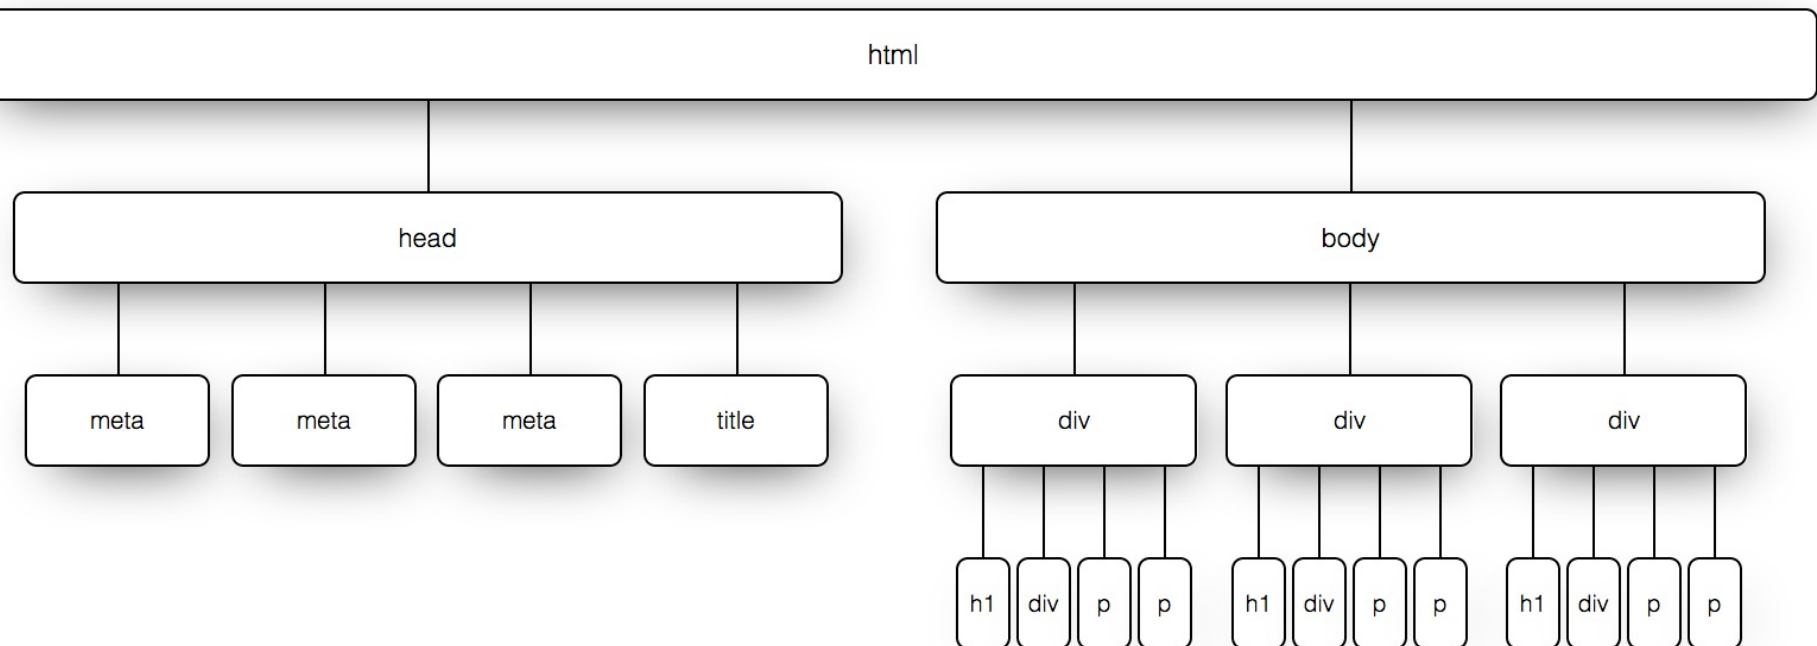 html
head
body
meta
meta
meta
title
div
div
div
h1
div
p
p
h1
div
p
p
h1
div
p
p